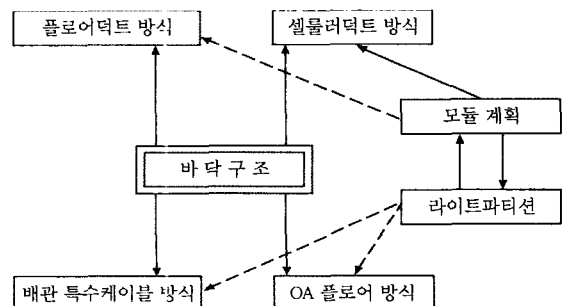 플로어덕트 방식
셀룰러덕트 방식
모듈 계획
바 닥 구 조
라이트파티션
배관 특수케이블 방식
OA 플로어 방식